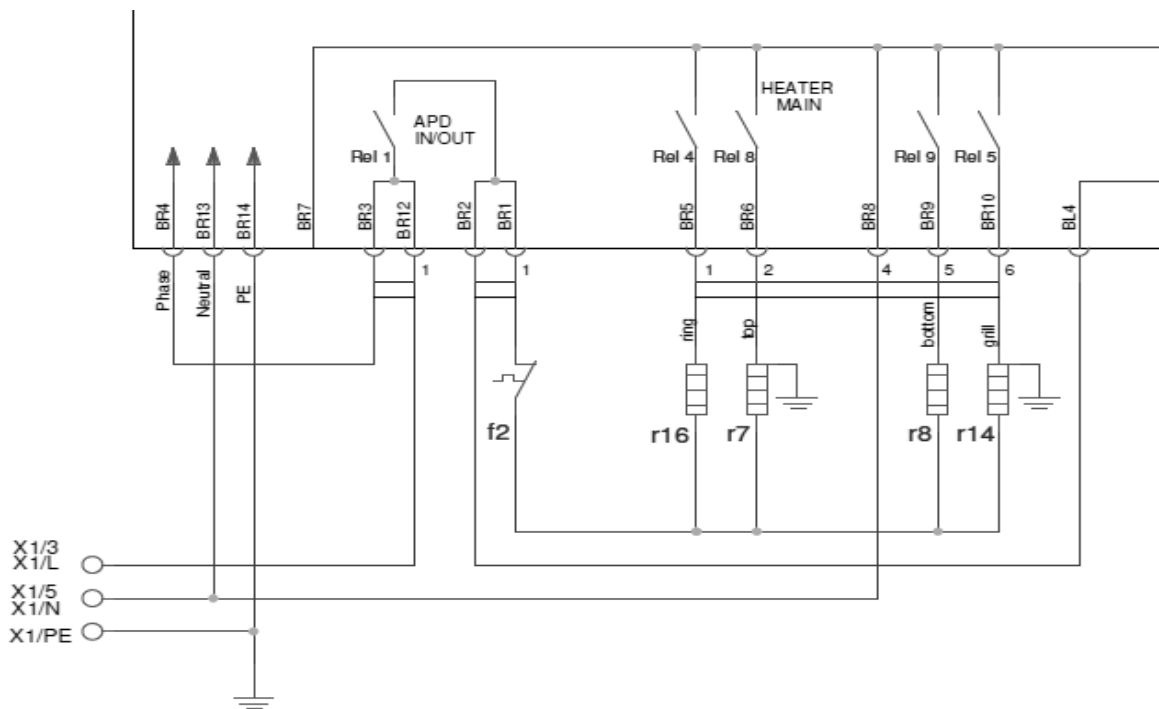 HEATER
MAIN
APD
IN/OUT
Rel 1
Rel 4
Rel 8
Rel 9
Rel 5
BR4
BR13
BR14
BR7
BR3
BR12
BR2
BR1
BR5
BR6
BR8
BR9
BR10
BL4
1
1
1
2
4
5
6
Phase
Neutral
PE
ring
top
bottom
grill
f2
r16
r7
r8
r14
X1/3
X1/L
X1/5
X1/N
X1/PE